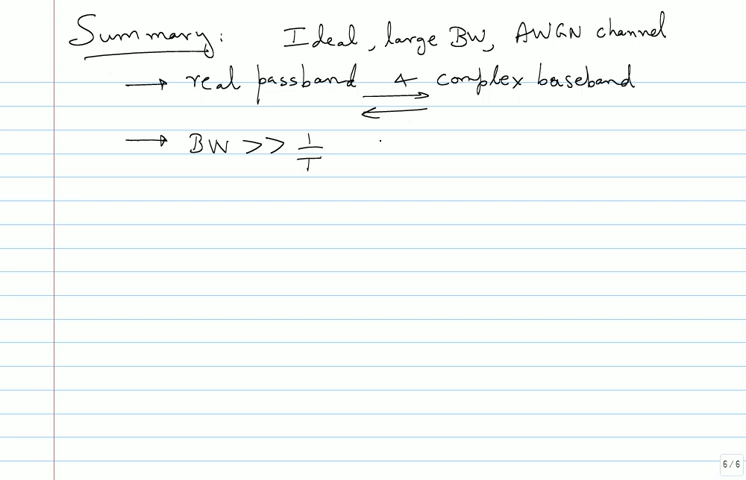 Summary: Ideal, large BW, AWGN channel
→ real passband & complex baseband
→ BW >> 1/T
6 / 6